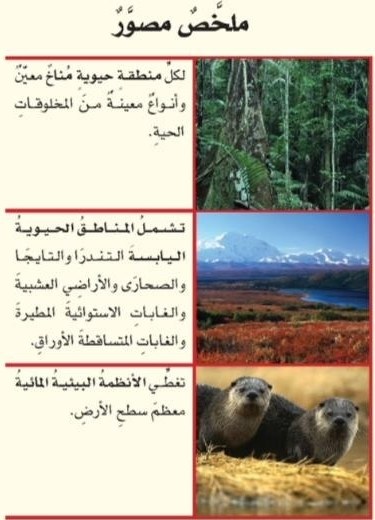 ملخَّصٌ مصوَّرٌ
لكلِّ منطقةٍ حيويةٍ مُناخٌ معيَّنٌ
وأنواعٌ معينةٌ منَ المخلوقاتِ
الحيةِ.
تشملُ المناطقُ الحيويةُ
اليابسةَ التندرا والتايجا
والصحارَى والأراضِي العشبيةَ
والغاباتِ الاستوائيةَ المطيرةَ
والغاباتِ المتساقطةَ الأوراقِ.
تغطِّي الأنظمةُ البيئيةُ المائيةُ
معظمَ سطحِ الأرضِ.